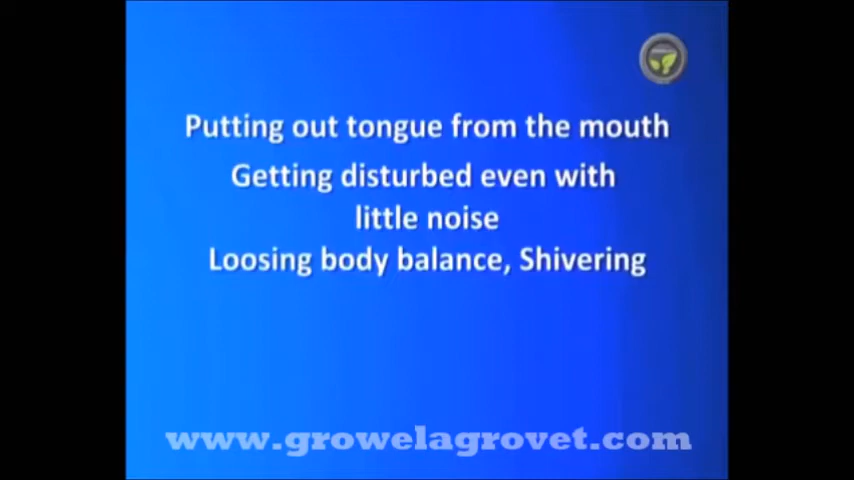 Putting out tongue from the mouth
Getting disturbed even with
little noise
Loosing body balance, Shivering
www.growelagrovet.com